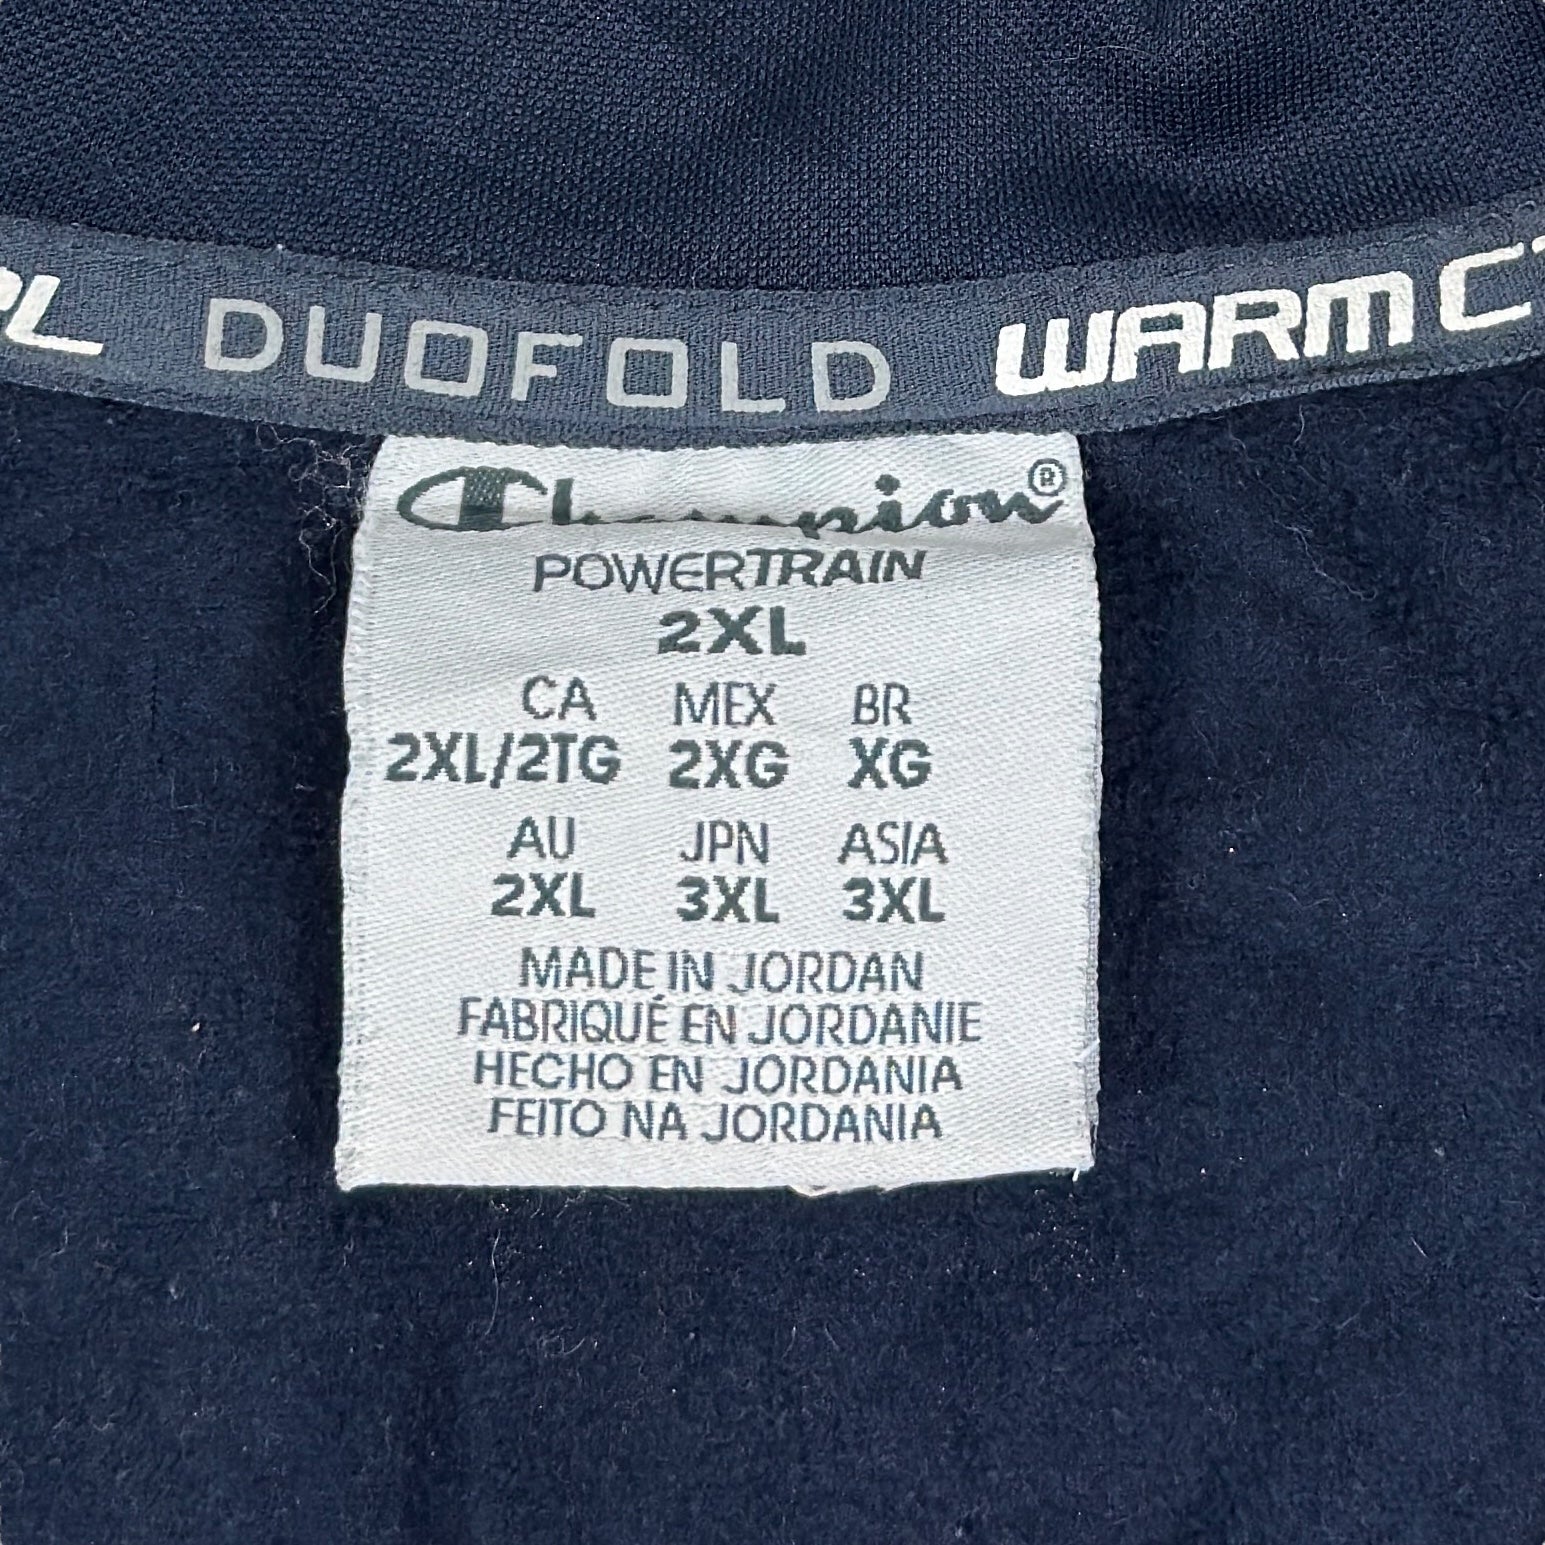 DUOFOLD WARM
Champion®
POWERTRAIN
2XL
CA MEX BR
2XL/2TG 2XG XG
AU JPN ASIA
2XL 3XL 3XL
MADE IN JORDAN
FABRIQUÉ EN JORDANIE
HECHO EN JORDANIA
FEITO NA JORDANIA